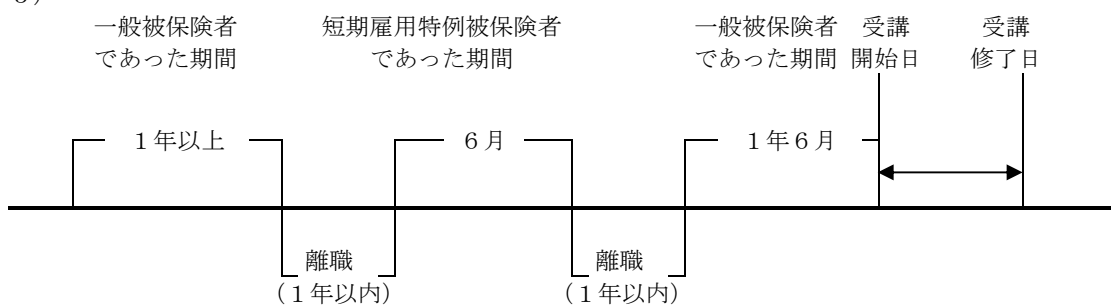 一般被保険者 短期雇用特例被保険者 一般被保険者 受講 受講
であった期間 であった期間 であった期間 開始日 修了日
１年以上 ６月 １年６月
離職 離職
（１年以内） （１年以内）